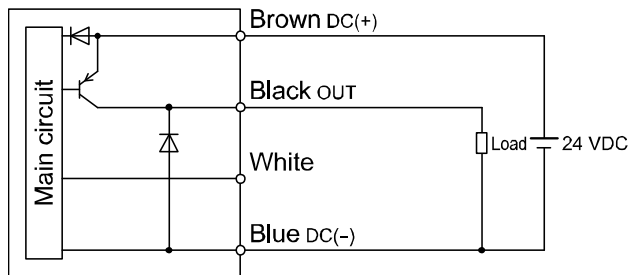 Brown DC(+)
Main circuit
Black OUT
Load
24 VDC
White
Blue DC(−)